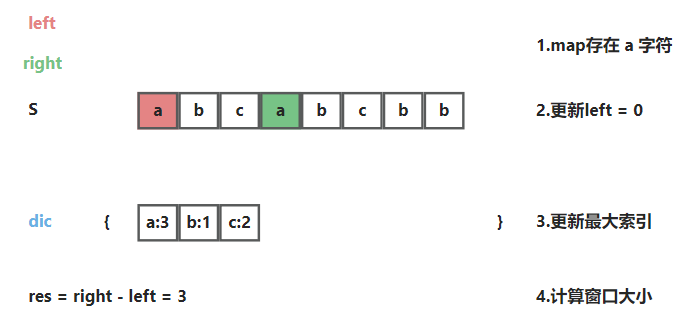 left
1.map存在 a 字符
right
S a b c a b c b b 2.更新left = 0
dic { a:3 b:1 c:2 } 3.更新最大索引
res = right - left = 3 4.计算窗口大小